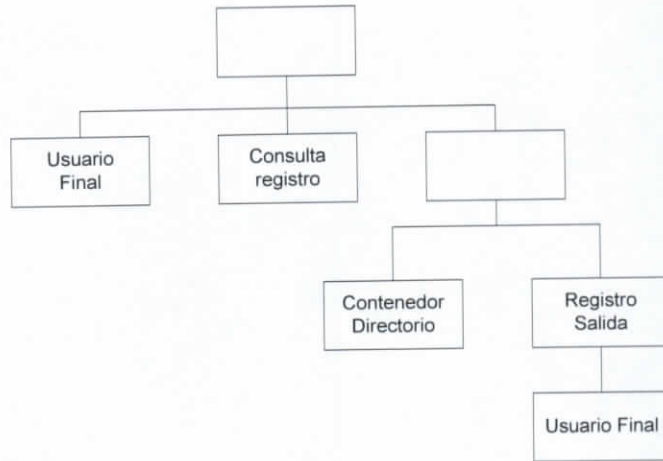 Usuario
Final
Consulta
registro
Contenedor
Directorio
Registro
Salida
Usuario Final